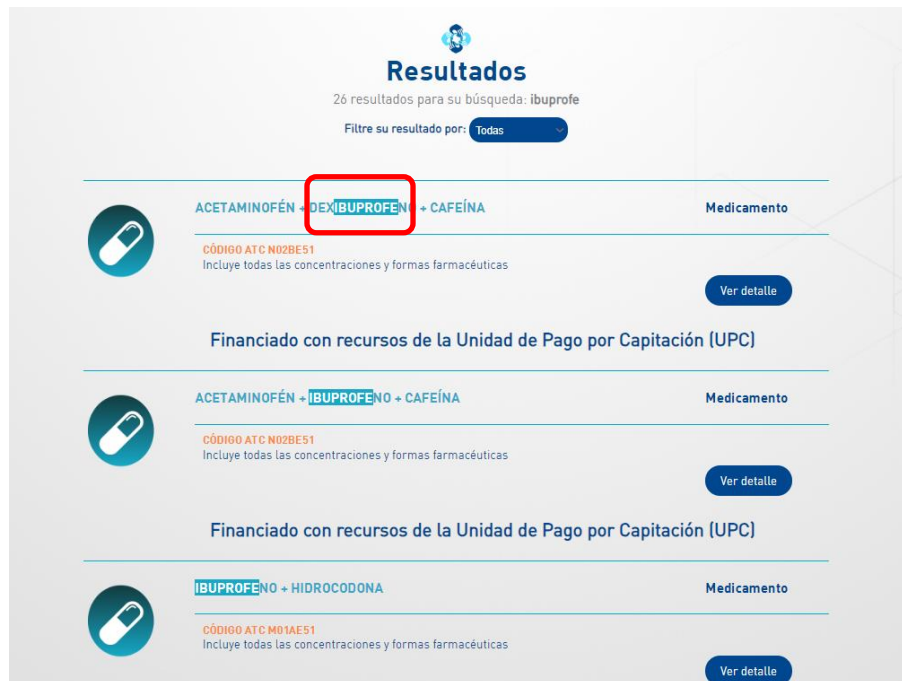 Resultados
26 resultados para su búsqueda: ibuprofe
Filtre su resultado por: Todas
ACETAMINOFÉN + DEXIBUPROFENO + CAFEÍNA Medicamento
CÓDIGO ATC N02BE51
Incluye todas las concentraciones y formas farmacéuticas
Ver detalle
Financiado con recursos de la Unidad de Pago por Capitación (UPC)
ACETAMINOFÉN + IBUPROFENO + CAFEÍNA Medicamento
CÓDIGO ATC N02BE51
Incluye todas las concentraciones y formas farmacéuticas
Ver detalle
Financiado con recursos de la Unidad de Pago por Capitación (UPC)
IBUPROFENO + HIDROCODONA Medicamento
CÓDIGO ATC M01AE51
Incluye todas las concentraciones y formas farmacéuticas
Ver detalle